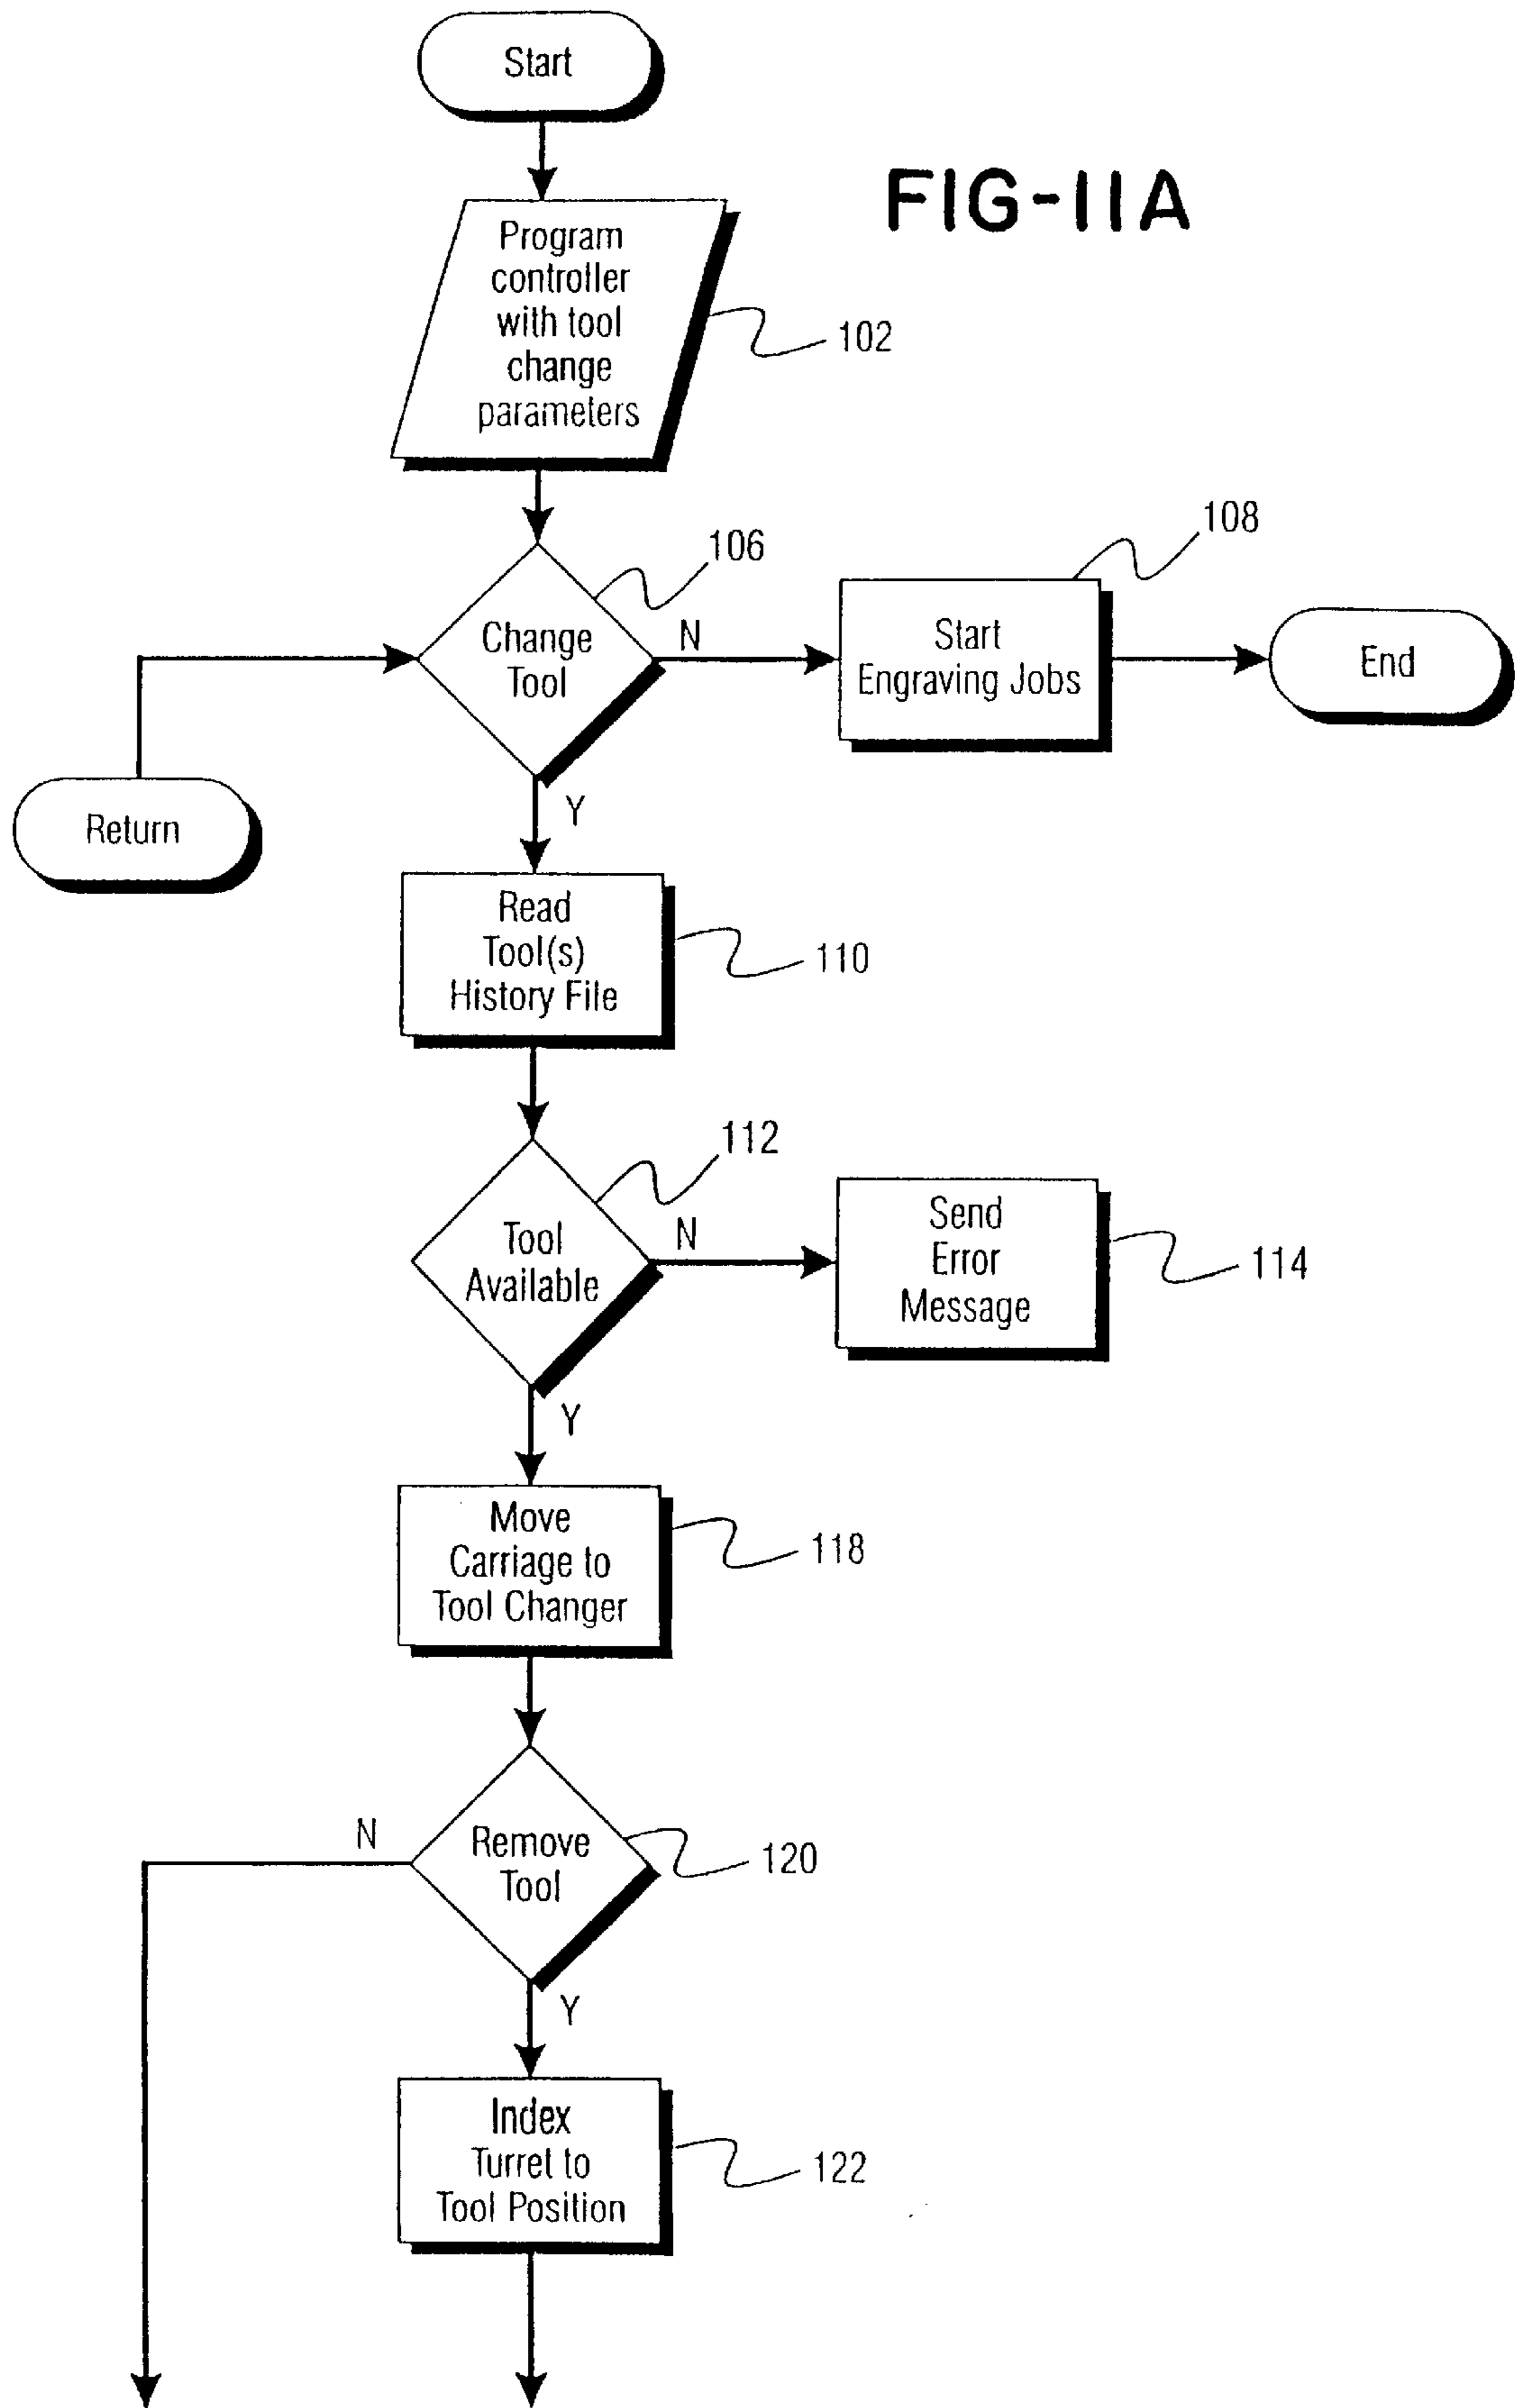 Start
FIG-11A
Program
controller
with tool
change
parameters
102
106
108
Change
Tool
N
Start
Engraving Jobs
End
Return
Y
Read
Tool(s)
History File
110
112
Tool
Available
N
Send
Error
Message
114
Y
Move
Carriage to
Tool Changer
118
N
Remove
Tool
120
Y
Index
Turret to
Tool Position
122